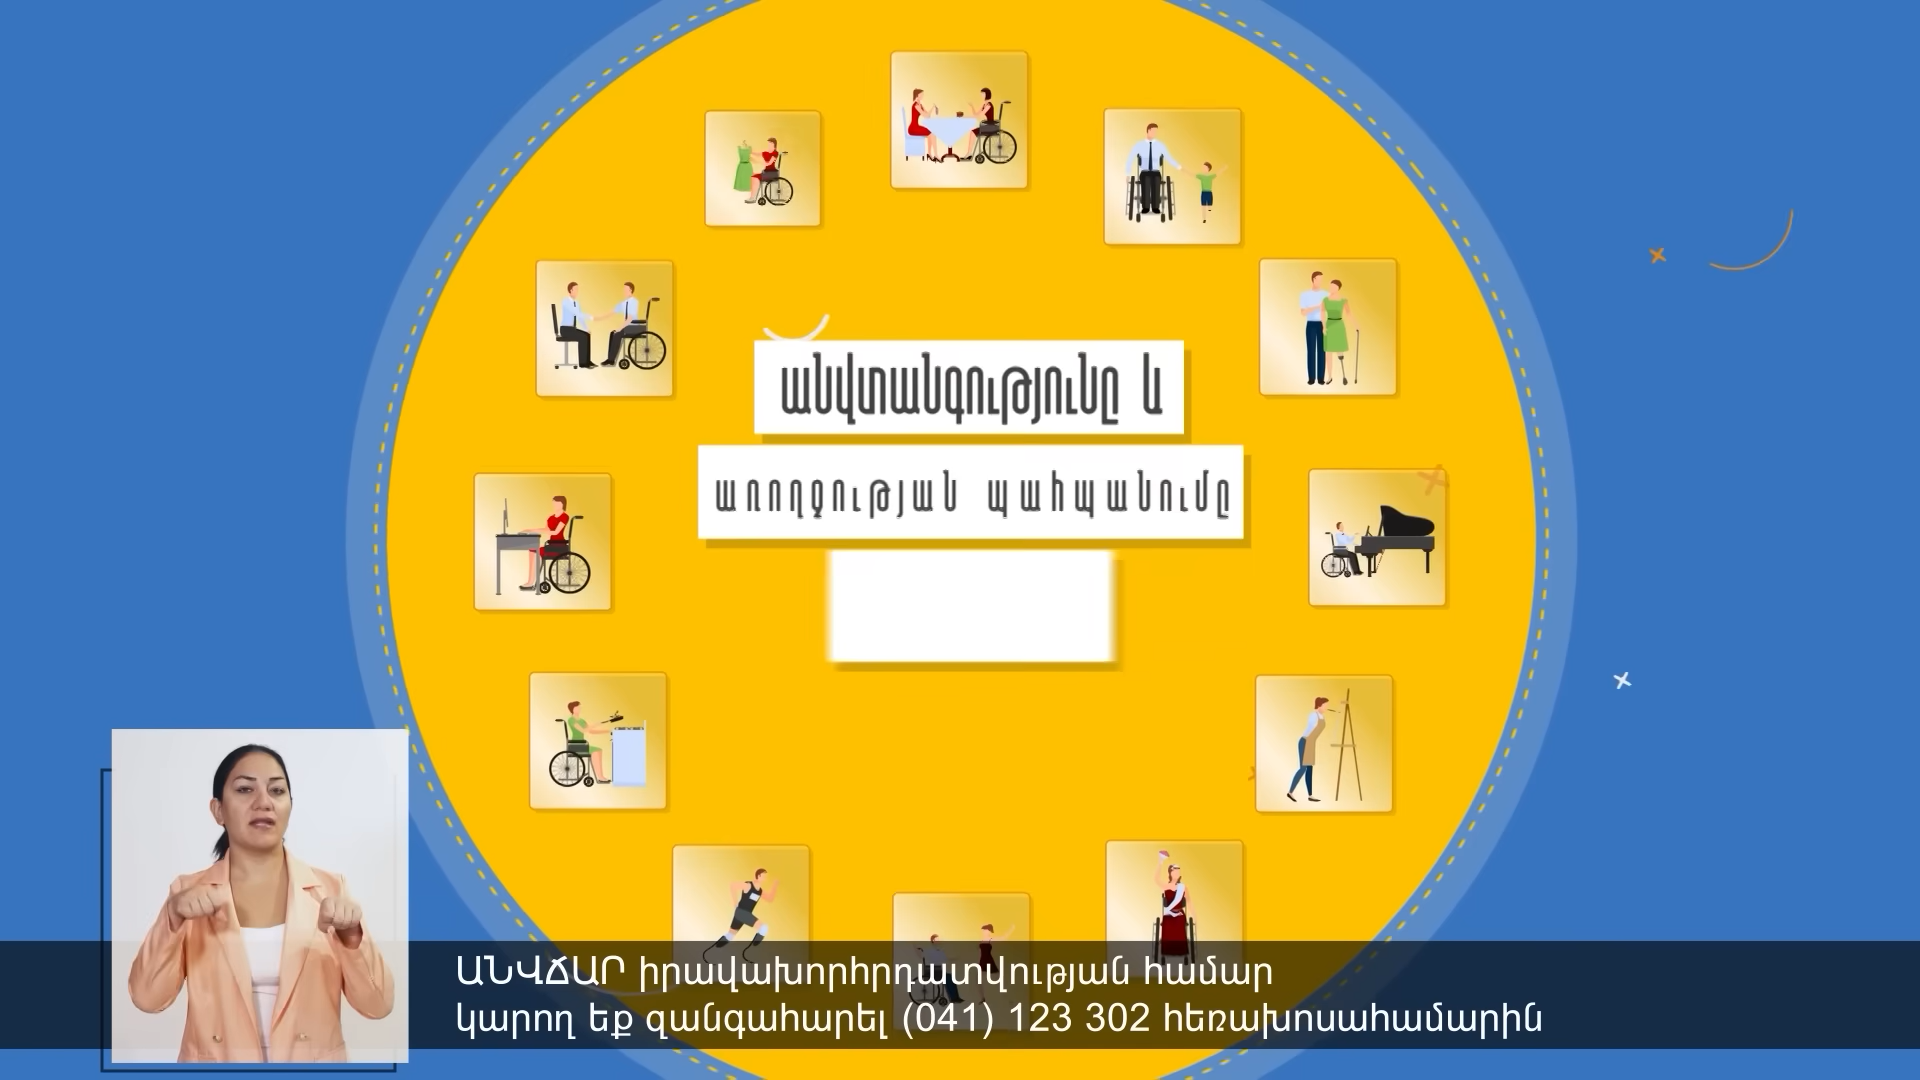 անվտանգությունը և
առողջության պահպանումը
ԱՆՎՃԱՐ իրավախորհրդատվության համար
կարող եք զանգահարել (041) 123 302 հեռախոսահամարին